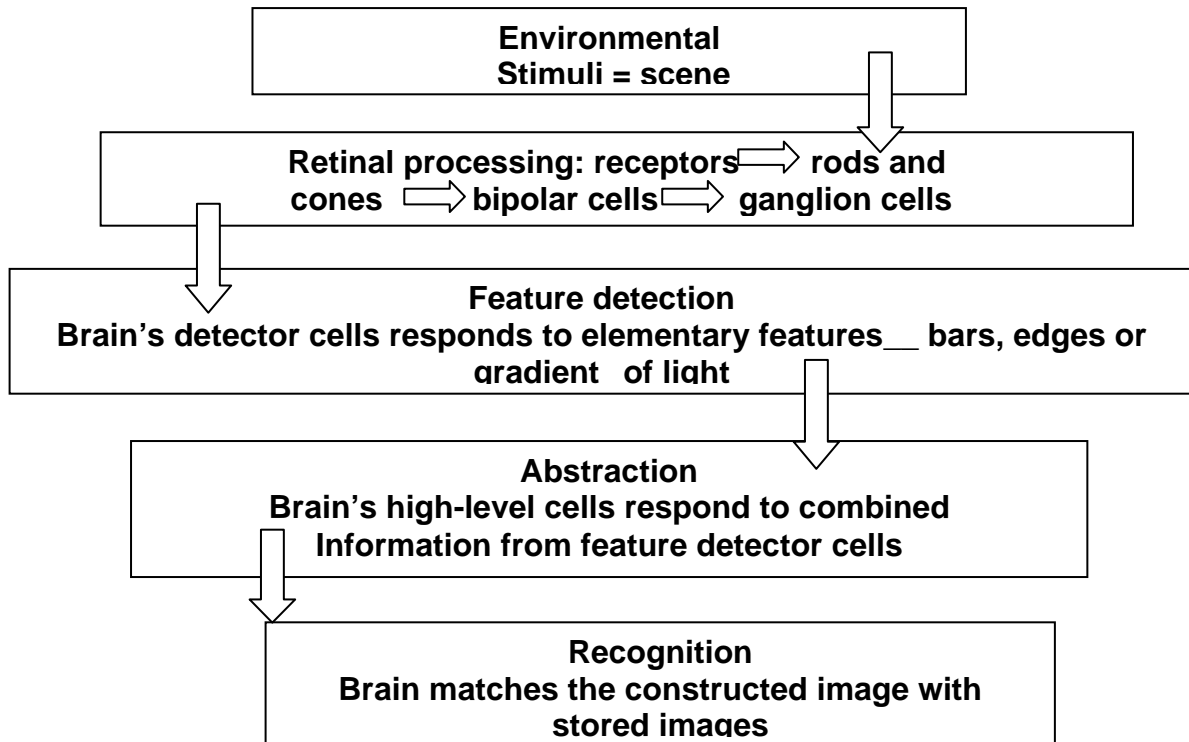 Environmental
Stimuli = scene
Retinal processing: receptors rods and
cones bipolar cells ganglion cells
Feature detection
Brain’s detector cells responds to elementary features__ bars, edges or
gradient of light
Abstraction
Brain’s high-level cells respond to combined
Information from feature detector cells
Recognition
Brain matches the constructed image with
stored images